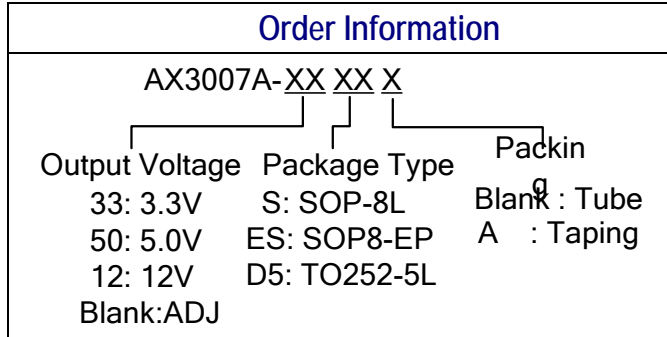 Order Information
AX3007A-XX XX X
Output Voltage
33: 3.3V
50: 5.0V
12: 12V
Blank:ADJ
Package Type
S: SOP-8L
ES: SOP8-EP
D5: TO252-5L
Packin
g
Blank : Tube
A : Taping